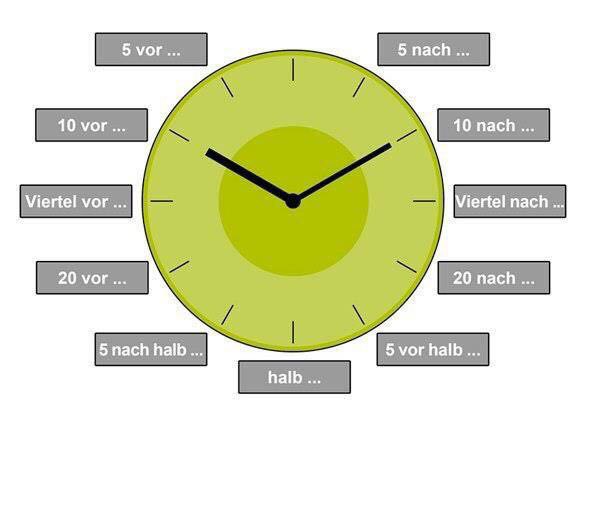 5 vor ...
5 nach ...
10 vor ...
10 nach ...
Viertel vor ...
Viertel nach ...
20 vor ...
20 nach ...
5 nach halb ...
5 vor halb ...
halb ...